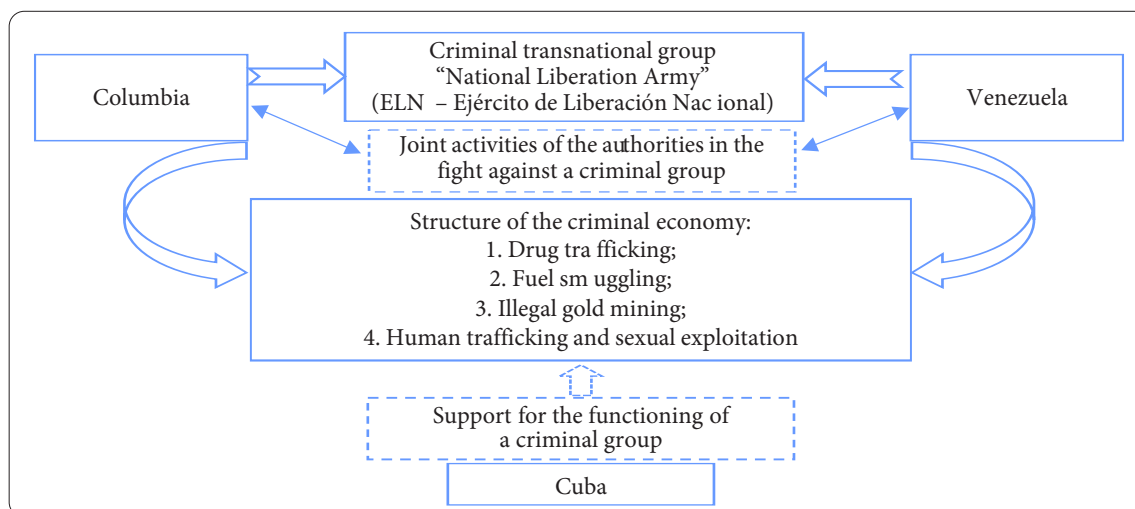 Criminal transnational group
“National Liberation Army”
(ELN – Ejército de Liberación Nac ional)
Columbia
Venezuela
Joint activities of the authorities in the
fight against a criminal group
Structure of the criminal economy:
1. Drug tra fficking;
2. Fuel sm uggling;
3. Illegal gold mining;
4. Human trafficking and sexual exploitation
Support for the functioning of
a criminal group
Cuba